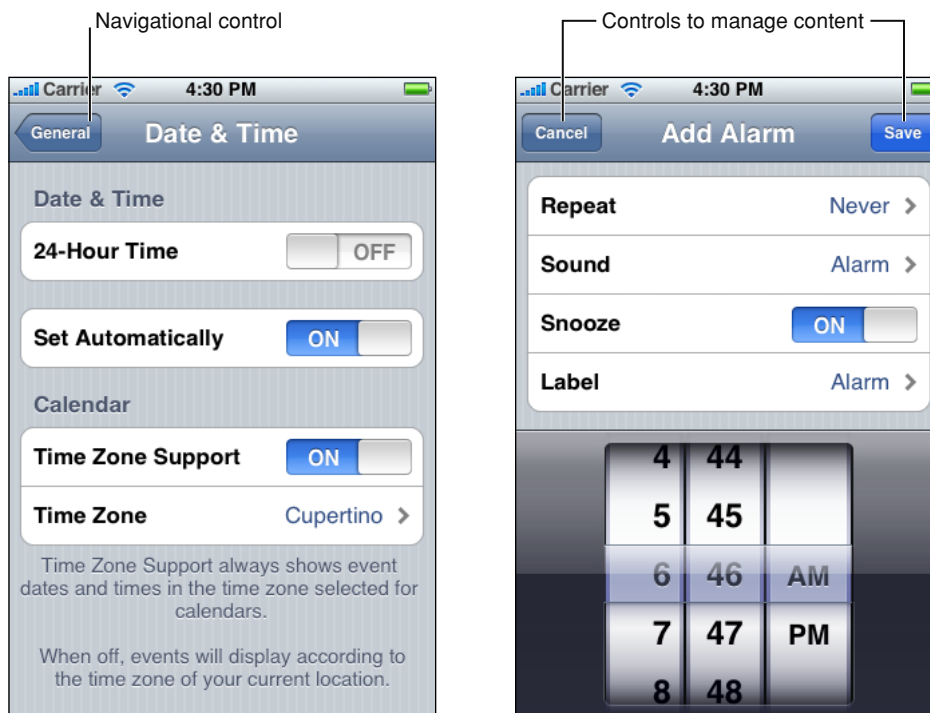 Navigational control
Controls to manage content
Carrier 4:30 PM
General Date & Time
Date & Time
24-Hour Time OFF
Set Automatically ON
Calendar
Time Zone Support ON
Time Zone Cupertino
Time Zone Support always shows event
dates and times in the time zone selected for
calendars.
When off, events will display according to
the time zone of your current location.
Carrier 4:30 PM
Cancel Add Alarm Save
Repeat Never
Sound Alarm
Snooze ON
Label Alarm
4 44
5 45
6 46 AM
7 47 PM
8 48